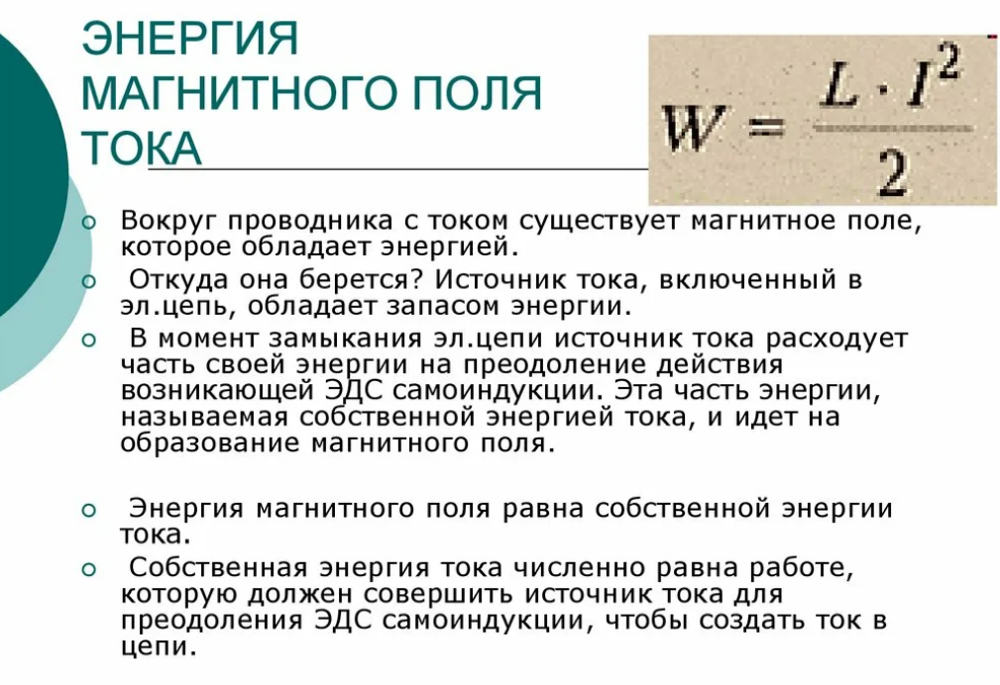 ЭНЕРГИЯ
МАГНИТНОГО ПОЛЯ
ТОКА
W = L · I² / 2
Вокруг проводника с током существует магнитное поле,
которое обладает энергией.
Откуда она берется? Источник тока, включенный в
эл.цепь, обладает запасом энергии.
В момент замыкания эл.цепи источник тока расходует
часть своей энергии на преодоление действия
возникающей ЭДС самоиндукции. Эта часть энергии,
называемая собственной энергией тока, и идет на
образование магнитного поля.
Энергия магнитного поля равна собственной энергии
тока.
Собственная энергия тока численно равна работе,
которую должен совершить источник тока для
преодоления ЭДС самоиндукции, чтобы создать ток в
цепи.